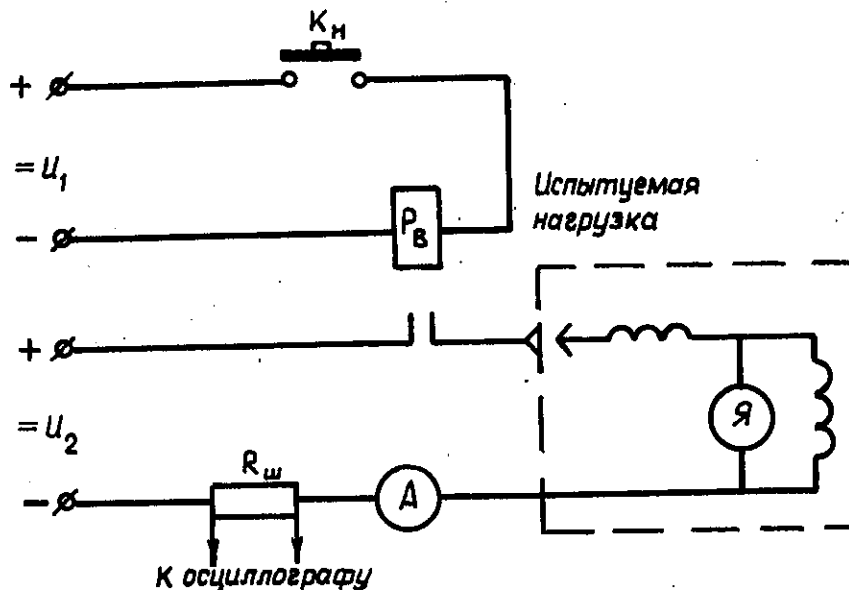 Kн
+
= U₁
−
Pв
Испытуемая
нагрузка
+
= U₂
−
Rш
А
Я
К осциллографу